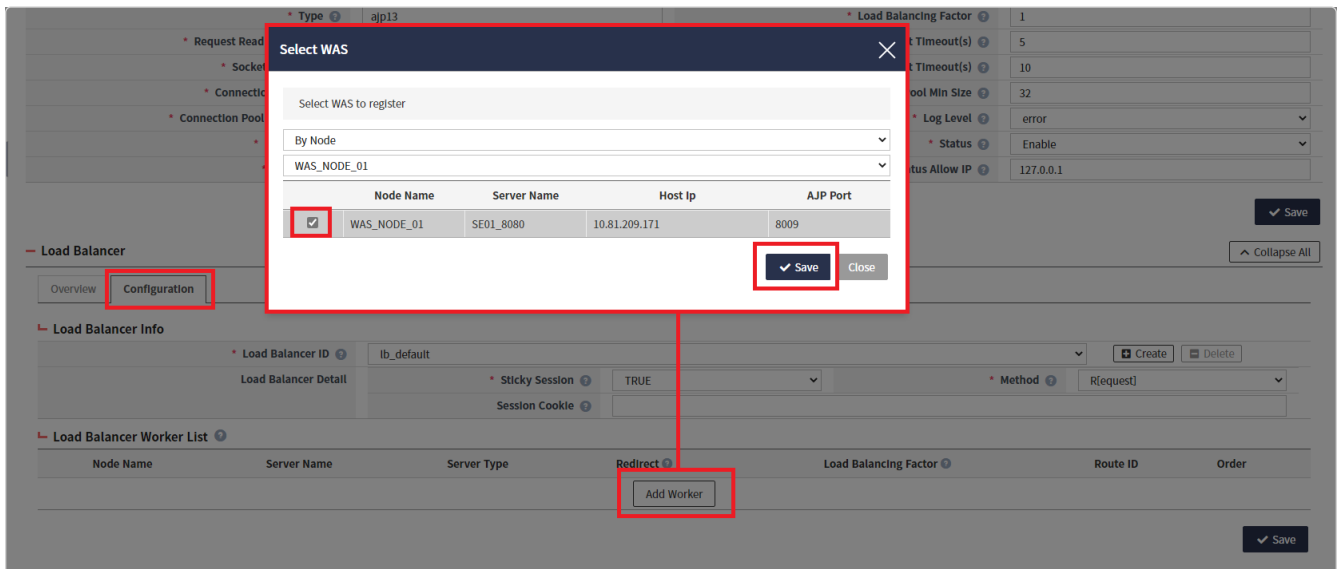 * Type ajp13 * Load Balancing Factor 1
* Request Read t Timeout(s) 5
* Socket t Timeout(s) 10
* Connectio ool Min Size 32
* Connection Pool * Log Level error
* * Status Enable
* tus Allow IP 127.0.0.1
Select WAS
Select WAS to register
By Node
WAS_NODE_01
Node Name Server Name Host Ip AJP Port
WAS_NODE_01 SE01_8080 10.81.209.171 8009
Save Close
Save
Load Balancer Collapse All
Overview Configuration
Load Balancer Info
* Load Balancer ID lb_default Create Delete
Load Balancer Detail * Sticky Session TRUE * Method R[equest]
Session Cookie
Load Balancer Worker List
Node Name Server Name Server Type Redirect Load Balancing Factor Route ID Order
Add Worker
Save